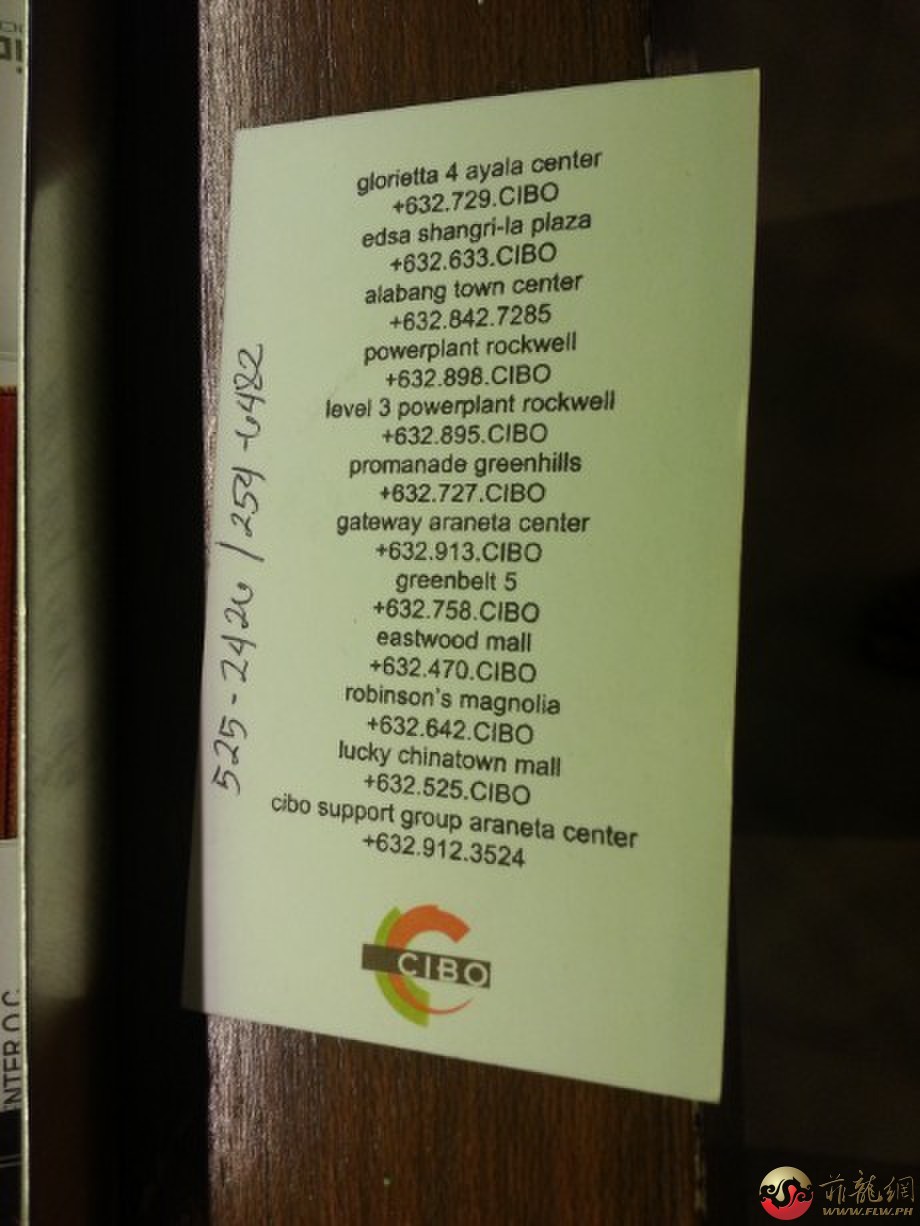 glorietta 4 ayala center
+632.729.CIBO
edsa shangri-la plaza
+632.633.CIBO
alabang town center
+632.842.7285
powerplant rockwell
+632.898.CIBO
level 3 powerplant rockwell
+632.895.CIBO
promanade greenhills
+632.727.CIBO
gateway araneta center
+632.913.CIBO
greenbelt 5
+632.758.CIBO
eastwood mall
+632.470.CIBO
robinson's magnolia
+632.642.CIBO
lucky chinatown mall
+632.525.CIBO
cibo support group araneta center
+632.912.3524
CIBO
525-2426 / 254-6482
菲龍網
WWW.FLW.PH